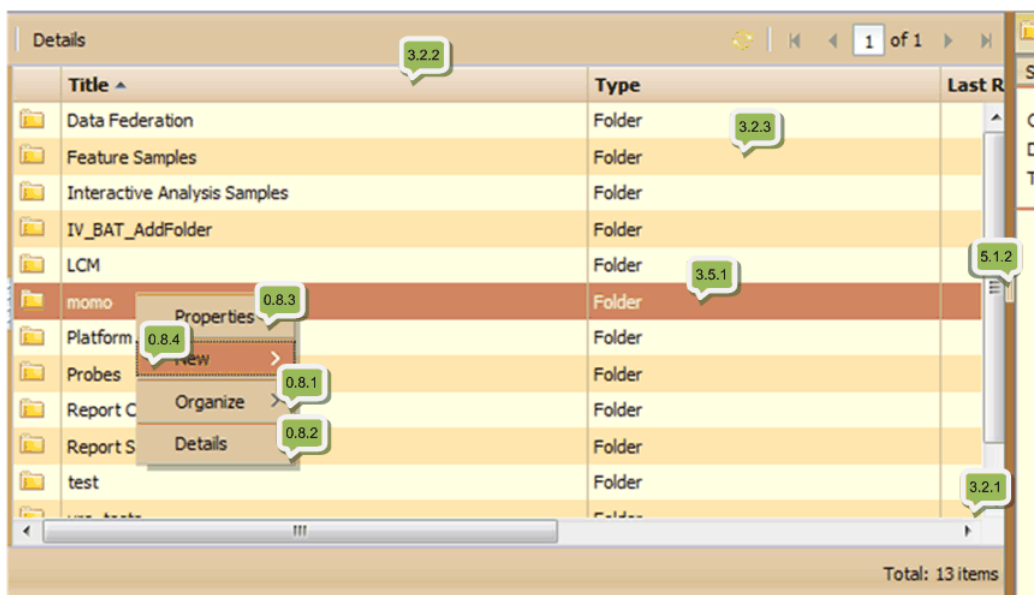 Details
1 of 1
3.2.2
Title Type Last R
S
Data Federation Folder
3.2.3
Feature Samples Folder
Interactive Analysis Samples Folder
IV_BAT_AddFolder Folder
LCM Folder
5.1.2
3.5.1
momo Folder
0.8.3
Properties
Platform Folder
0.8.4
New
Probes Folder
0.8.1
Report C Folder
Organize
0.8.2
Report S Folder
Details
test Folder
3.2.1
Folder
Total: 13 items